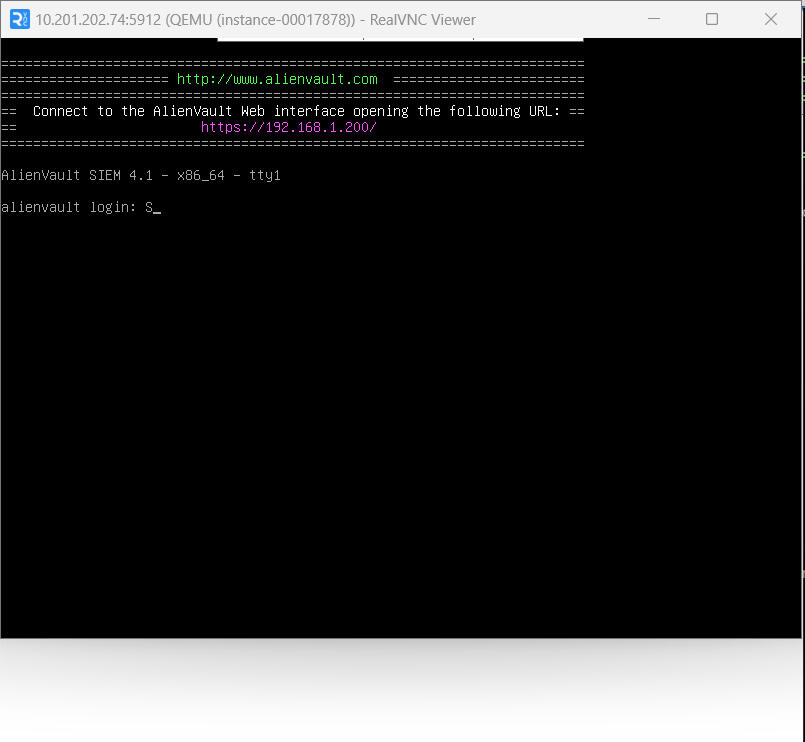 10.201.202.74:5912 (QEMU (instance-00017878)) - RealVNC Viewer
=========================================================================
===================== http://www.alienvault.com ========================
=========================================================================
==  Connect to the AlienVault Web interface opening the following URL: ==
==                       https://192.168.1.200/
=========================================================================
AlienVault SIEM 4.1 - x86_64 - tty1
alienvault login: S_